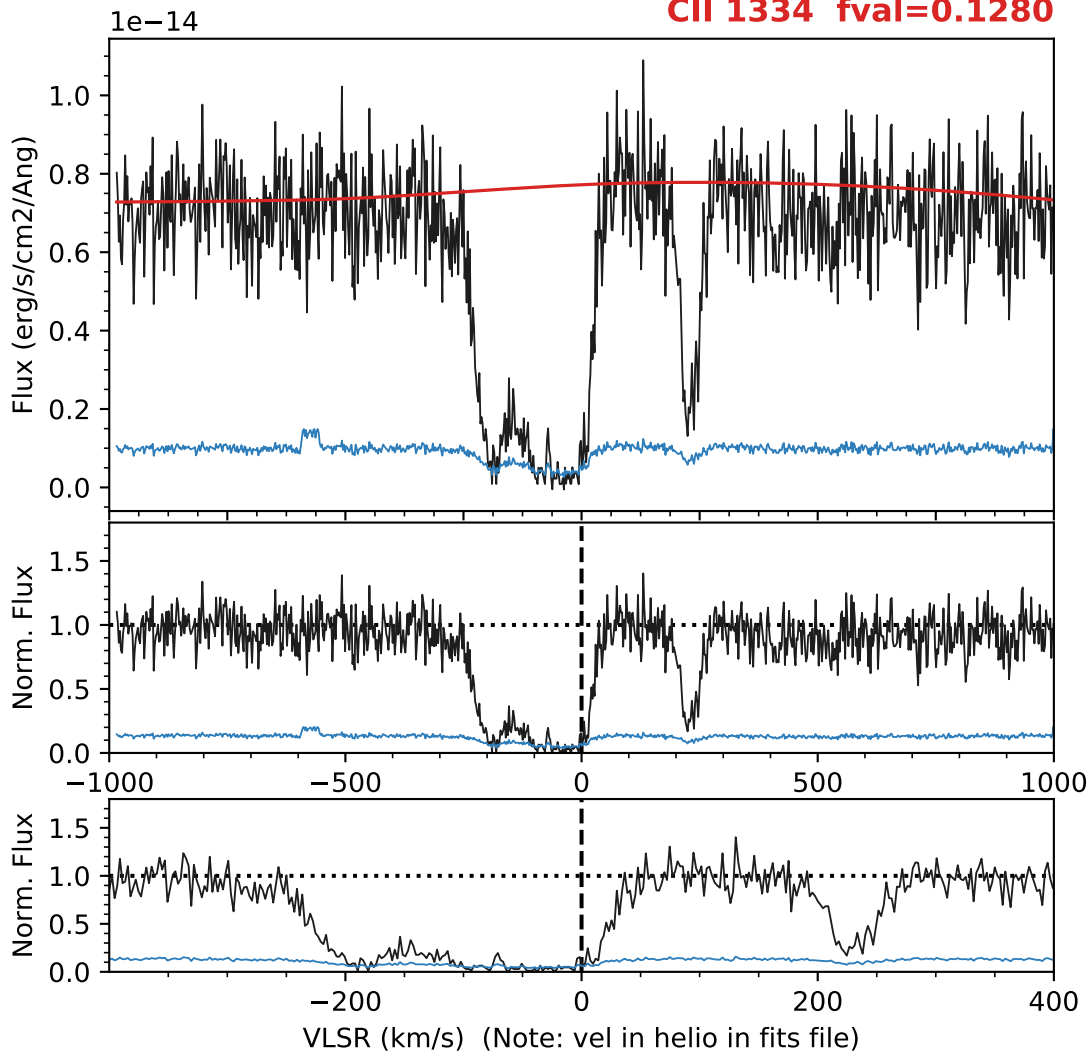 CII 1334 fval=0.1280
1e−14
Flux (erg/s/cm2/Ang)
1.0
0.8
0.6
0.4
0.2
0.0
Norm. Flux
1.5
1.0
0.5
0.0
−1000 −500 0 500 1000
Norm. Flux
1.5
1.0
0.5
0.0
−200 0 200 400
VLSR (km/s) (Note: vel in helio in fits file)